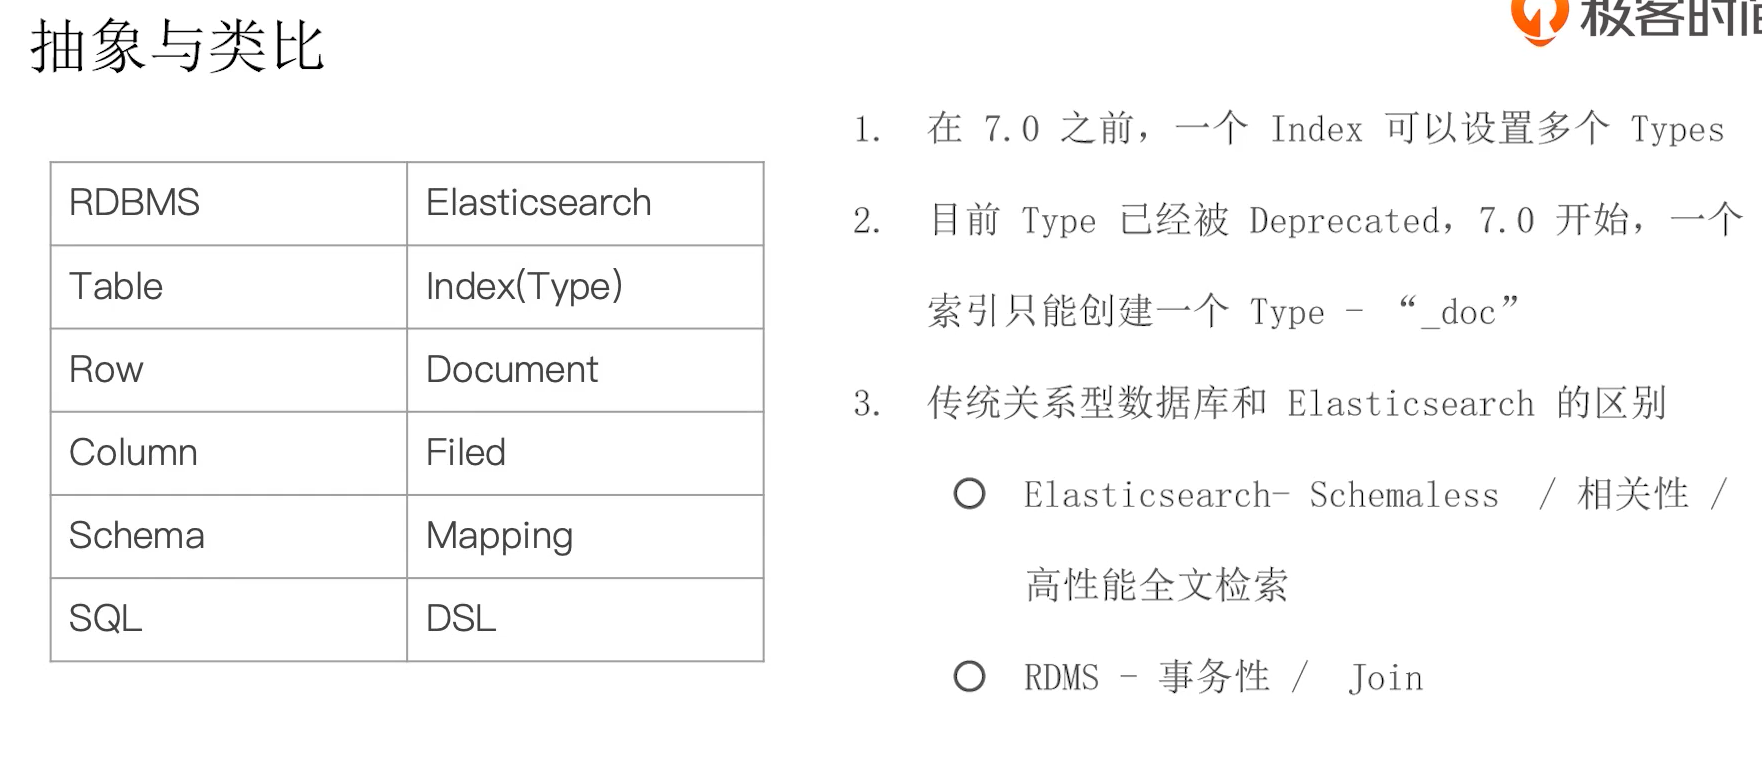 抽象与类比
极客时间
RDBMS Elasticsearch
Table Index(Type)
Row Document
Column Filed
Schema Mapping
SQL DSL
1. 在 7.0 之前，一个 Index 可以设置多个 Types
2. 目前 Type 已经被 Deprecated，7.0 开始，一个
索引只能创建一个 Type - “_doc”
3. 传统关系型数据库和 Elasticsearch 的区别
Elasticsearch- Schemaless / 相关性 /
高性能全文检索
RDMS - 事务性 / Join